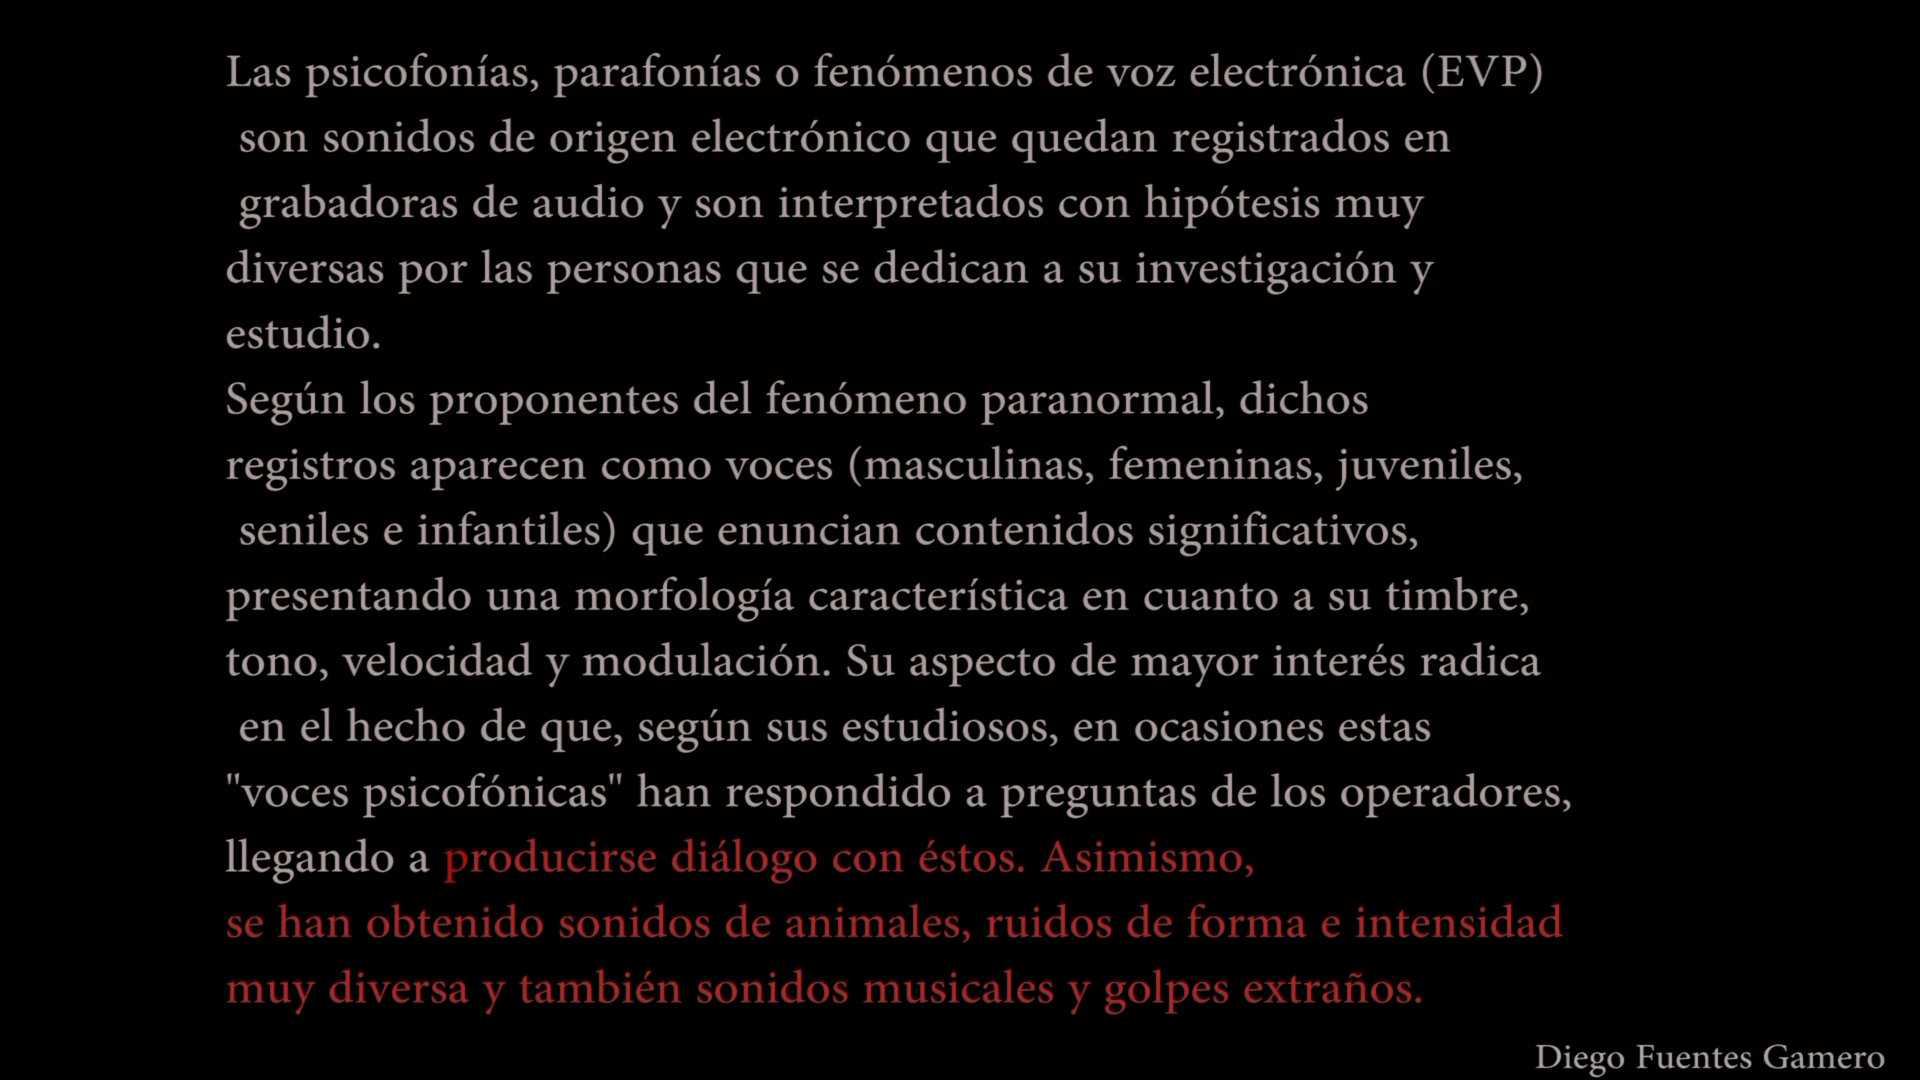 Las psicofonías, parafonías o fenómenos de voz electrónica (EVP)
son sonidos de origen electrónico que quedan registrados en
grabadoras de audio y son interpretados con hipótesis muy
diversas por las personas que se dedican a su investigación y
estudio.
Según los proponentes del fenómeno paranormal, dichos
registros aparecen como voces (masculinas, femeninas, juveniles,
seniles e infantiles) que enuncian contenidos significativos,
presentando una morfología característica en cuanto a su timbre,
tono, velocidad y modulación. Su aspecto de mayor interés radica
en el hecho de que, según sus estudiosos, en ocasiones estas
"voces psicofónicas" han respondido a preguntas de los operadores,
llegando a producirse diálogo con éstos. Asimismo,
se han obtenido sonidos de animales, ruidos de forma e intensidad
muy diversa y también sonidos musicales y golpes extraños.
Diego Fuentes Gamero